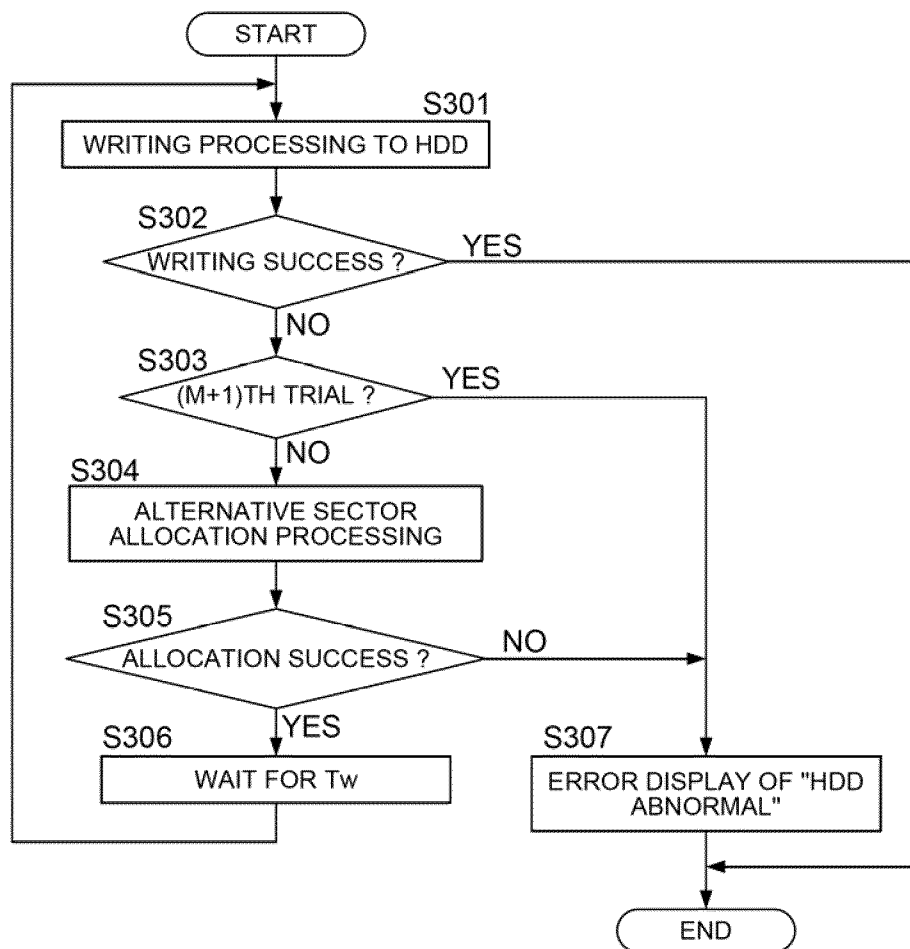 START
S301
WRITING PROCESSING TO HDD
S302
WRITING SUCCESS ?
YES
NO
S303
(M+1)TH TRIAL ?
YES
NO
S304
ALTERNATIVE SECTOR
ALLOCATION PROCESSING
S305
ALLOCATION SUCCESS ?
NO
YES
S306
WAIT FOR Tw
S307
ERROR DISPLAY OF "HDD
ABNORMAL"
END